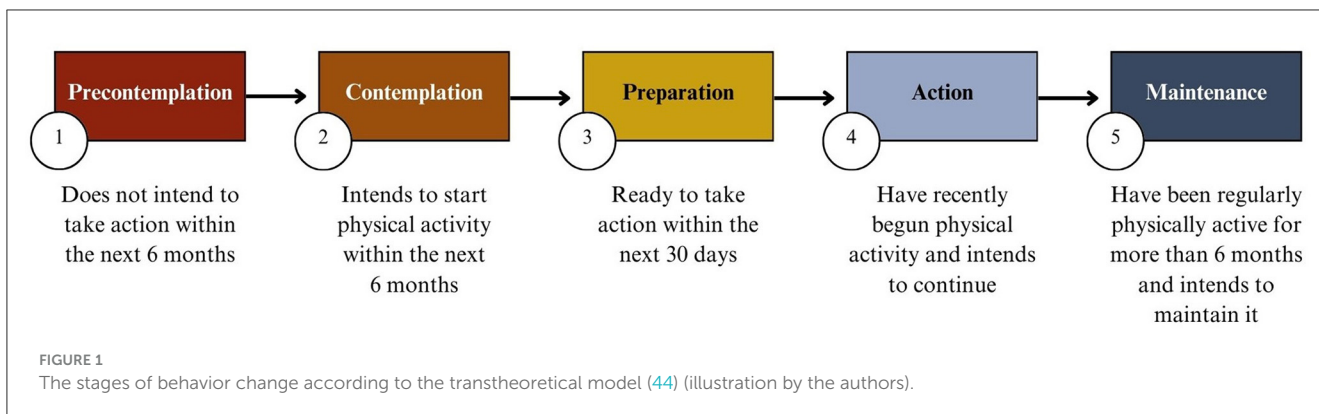 Precontemplation
1
Does not intend to
take action within
the next 6 months
Contemplation
2
Intends to start
physical activity
within the next
6 months
Preparation
3
Ready to take
action within the
next 30 days
Action
4
Have recently
begun physical
activity and intends
to continue
Maintenance
5
Have been regularly
physically active for
more than 6 months
and intends to
maintain it
FIGURE 1
The stages of behavior change according to the transtheoretical model (44) (illustration by the authors).